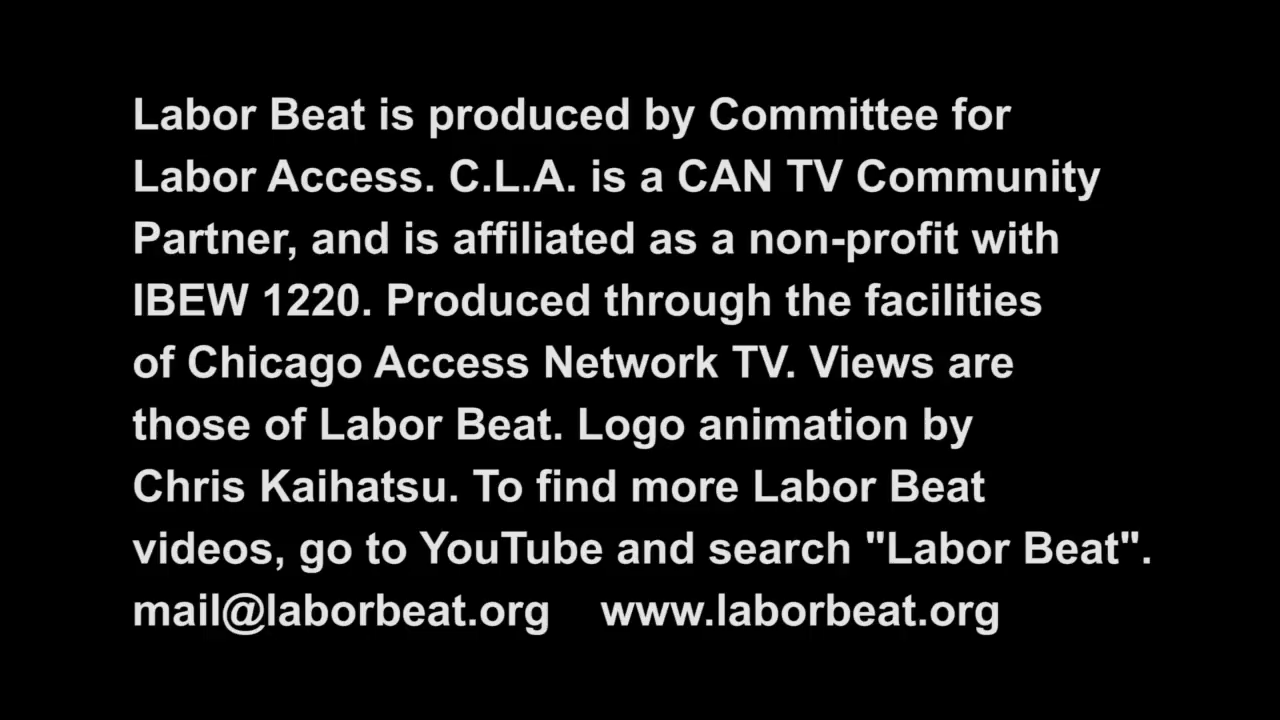 Labor Beat is produced by Committee for
Labor Access. C.L.A. is a CAN TV Community
Partner, and is affiliated as a non-profit with
IBEW 1220. Produced through the facilities
of Chicago Access Network TV. Views are
those of Labor Beat. Logo animation by
Chris Kaihatsu. To find more Labor Beat
videos, go to YouTube and search "Labor Beat".
mail@laborbeat.org    www.laborbeat.org